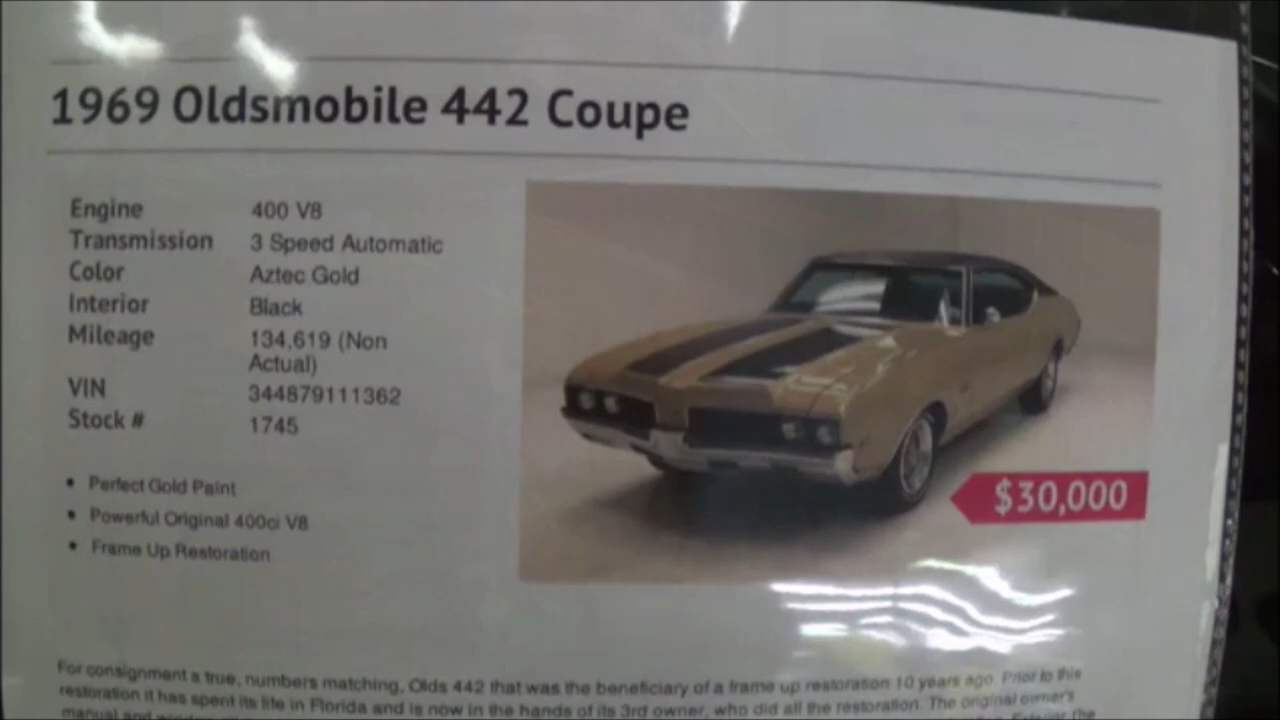 1969 Oldsmobile 442 Coupe
Engine 400 V8
Transmission 3 Speed Automatic
Color Aztec Gold
Interior Black
Mileage 134,619 (Non
Actual)
VIN 344879111362
Stock # 1745
• Perfect Gold Paint
• Powerful Original 400ci V8
• Frame Up Restoration
$30,000
For consignment a true, numbers matching, Olds 442 that was the beneficiary of a frame up restoration 10 years ago. Prior to this
restoration it has spent its life in Florida and is now in the hands of its 3rd owner, who did all the restoration. The original owner's
manual and